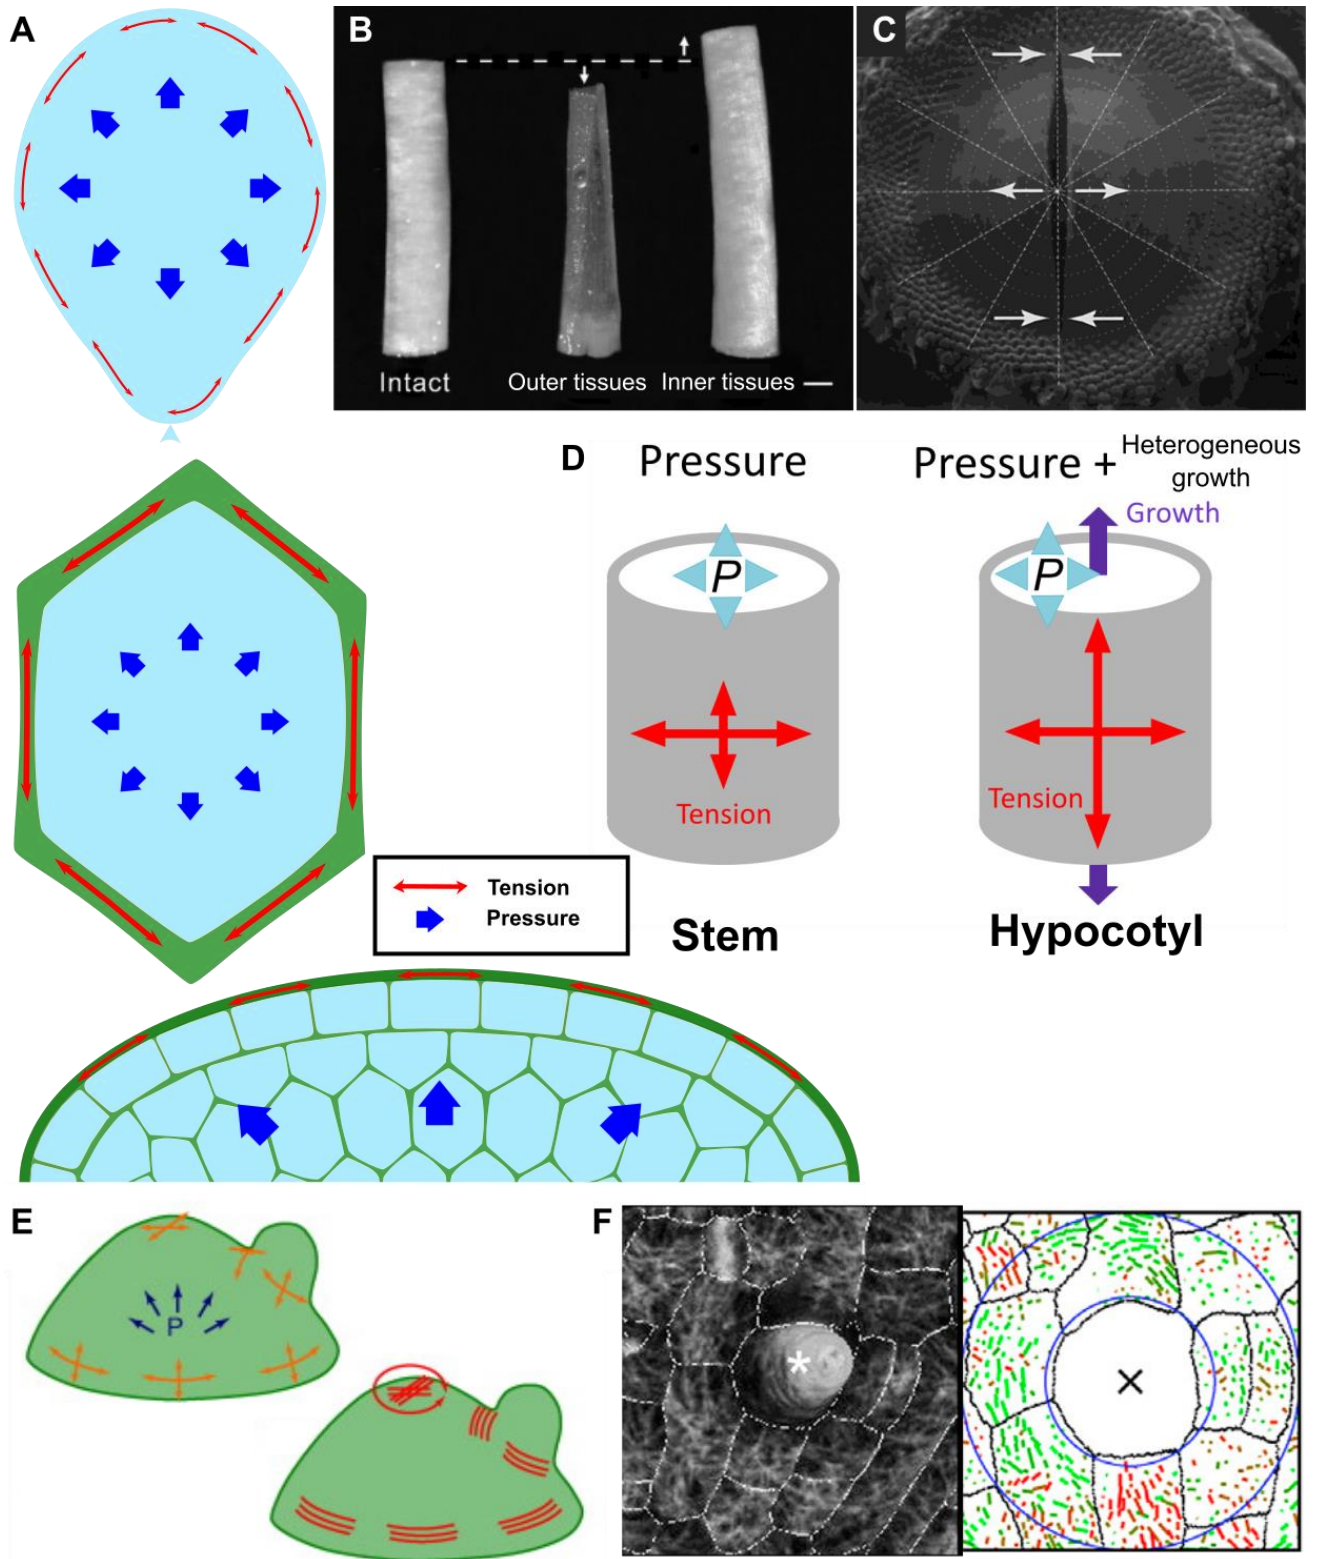 A
B
C
Intact
Outer tissues
Inner tissues
D
Pressure
Pressure +
Heterogeneous
growth
Growth
P
P
Tension
Tension
Tension
Pressure
Stem
Hypocotyl
E
P
F
*
×